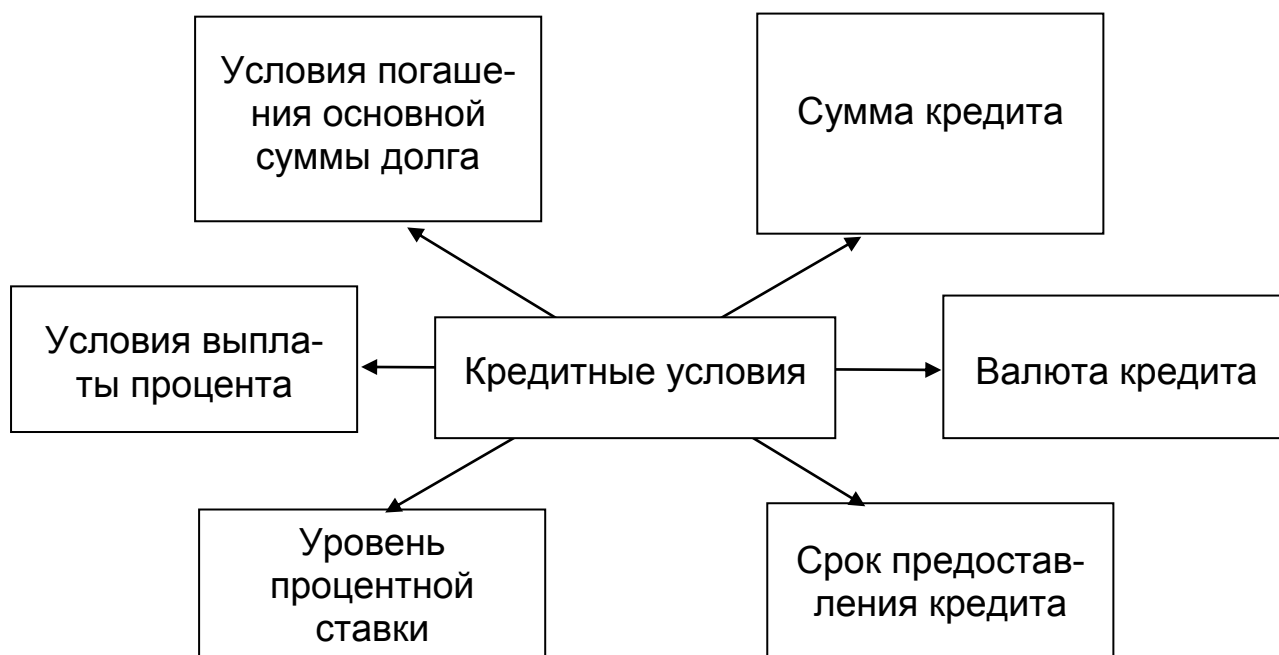 Условия погаше-
ния основной
суммы долга
Сумма кредита
Условия выпла-
ты процента
Кредитные условия
Валюта кредита
Уровень
процентной
ставки
Срок предостав-
ления кредита